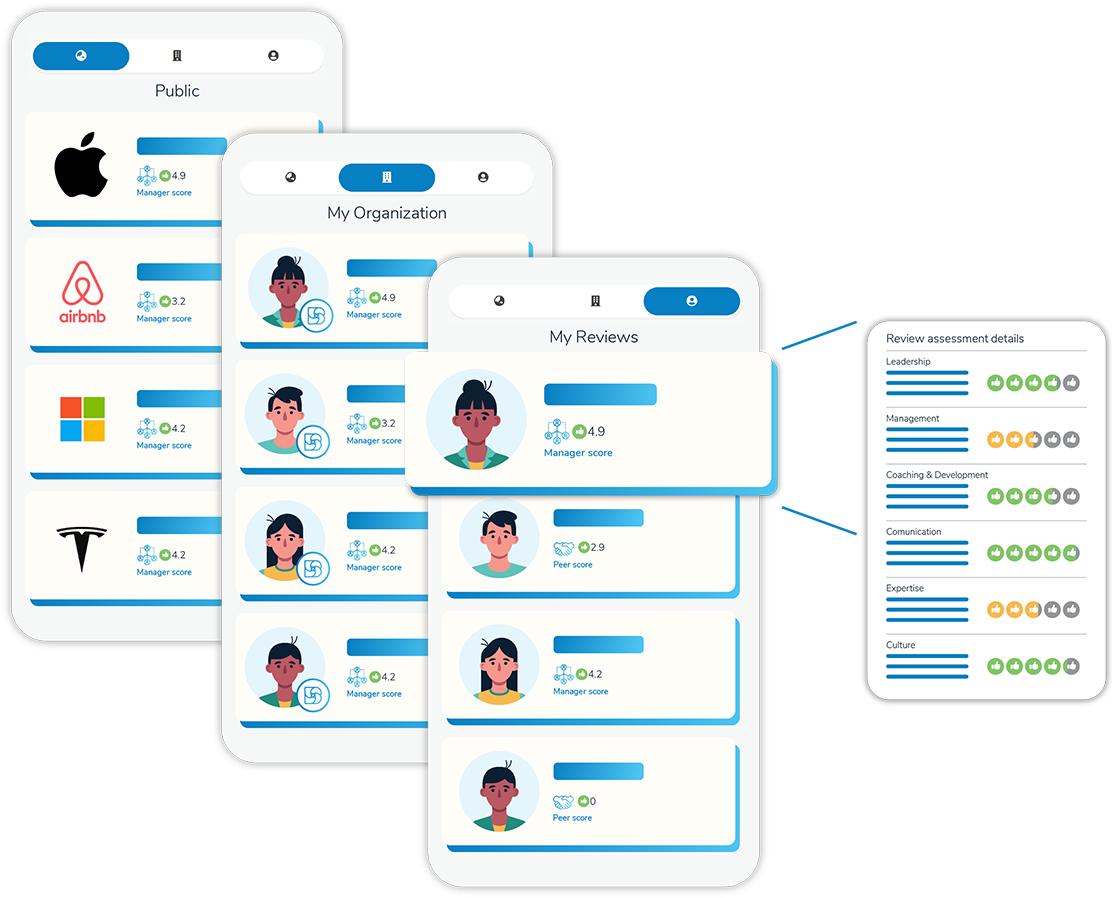 Public
4.9
Manager score
airbnb
3.2
Manager score
4.2
Manager score
4.2
Manager score
My Organization
4.9
Manager score
3.2
Manager score
4.2
Manager score
4.2
Manager score
My Reviews
4.9
Manager score
2.9
Peer score
4.2
Manager score
0
Peer score
Review assessment details
Leadership
Management
Coaching & Development
Comunication
Expertise
Culture